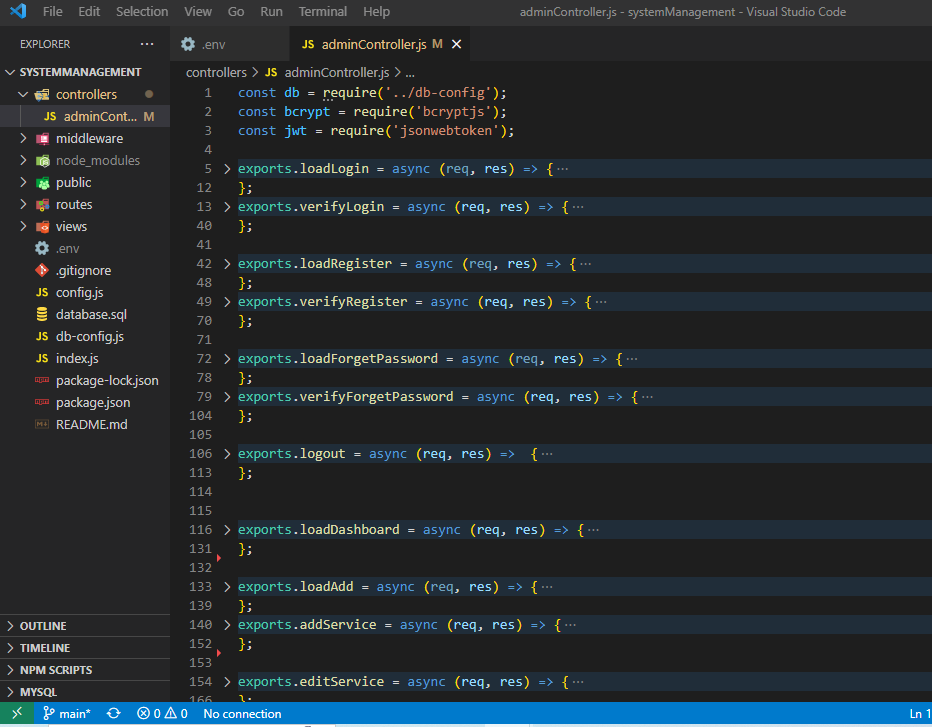 File Edit Selection View Go Run Terminal Help adminController.js - systemManagement - Visual Studio Code
EXPLORER ···
.env
JS adminController.js M
SYSTEMMANAGEMENT
controllers
JS adminCont... M
middleware
node_modules
public
routes
views
.env
.gitignore
JS config.js
database.sql
JS db-config.js
JS index.js
package-lock.json
package.json
README.md
OUTLINE
TIMELINE
NPM SCRIPTS
MYSQL
controllers > JS adminController.js > ...
1 const db = require('../db-config');
2 const bcrypt = require('bcryptjs');
3 const jwt = require('jsonwebtoken');
4
5 > exports.loadLogin = async (req, res) => { ···
12 };
13 > exports.verifyLogin = async (req, res) => { ···
40 };
41
42 > exports.loadRegister = async (req, res) => { ···
48 };
49 > exports.verifyRegister = async (req, res) => { ···
70 };
71
72 > exports.loadForgetPassword = async (req, res) => { ···
78 };
79 > exports.verifyForgetPassword = async (req, res) => { ···
104 };
105
106 > exports.logout = async (req, res) =>  { ···
113 };
114
115
116 > exports.loadDashboard = async (req, res) => { ···
131 };
132
133 > exports.loadAdd = async (req, res) => { ···
139 };
140 > exports.addService = async (req, res) => { ···
152 };
153
154 > exports.editService = async (req, res) => { ···
166 };
main* 0 0 No connection Ln 1